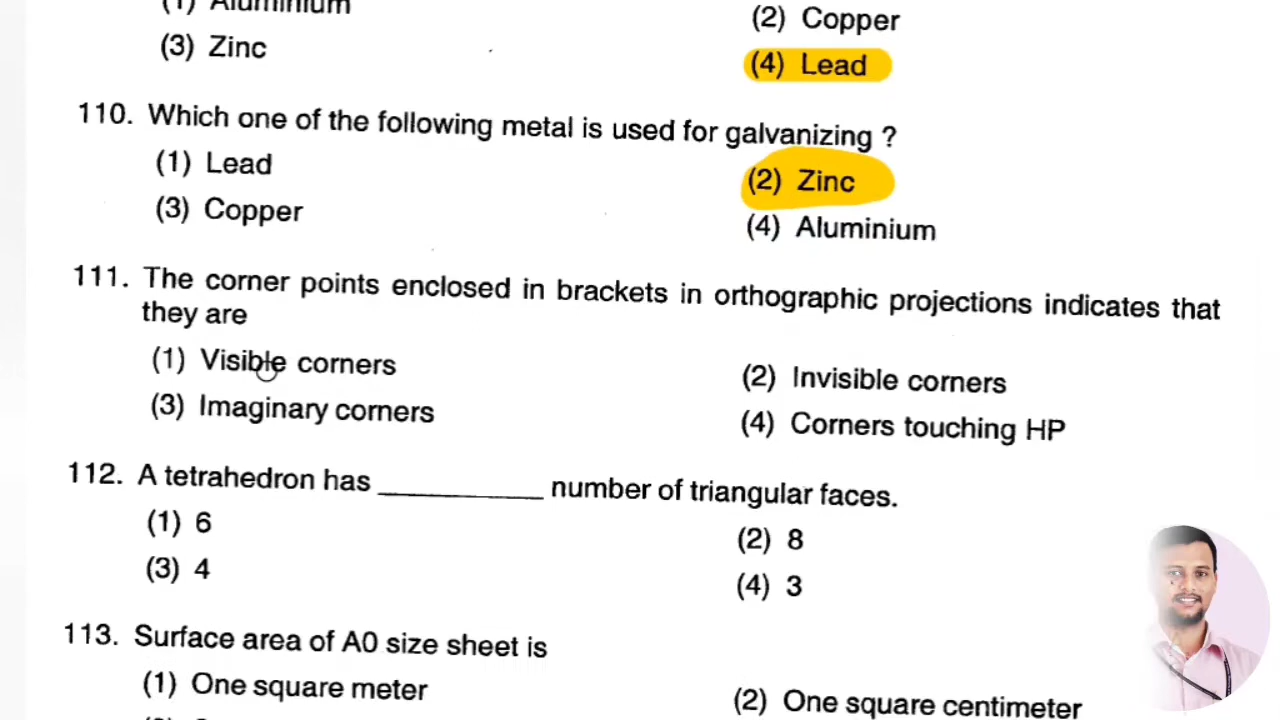 (1) Aluminium
(2) Copper
(3) Zinc
(4) Lead
110. Which one of the following metal is used for galvanizing ?
(1) Lead
(2) Zinc
(3) Copper
(4) Aluminium
111. The corner points enclosed in brackets in orthographic projections indicates that
they are
(1) Visible corners
(2) Invisible corners
(3) Imaginary corners
(4) Corners touching HP
112. A tetrahedron has __________ number of triangular faces.
(1) 6
(2) 8
(3) 4
(4) 3
113. Surface area of A0 size sheet is
(1) One square meter
(2) One square centimeter